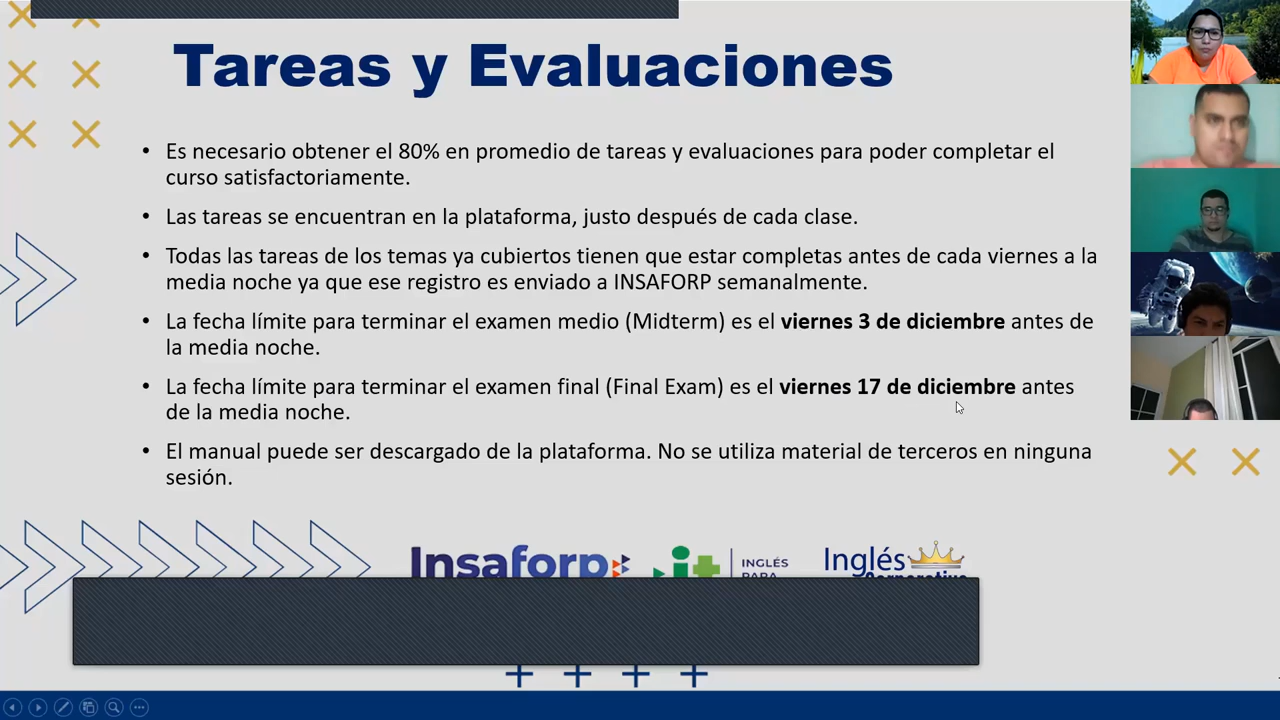 Tareas y Evaluaciones
• Es necesario obtener el 80% en promedio de tareas y evaluaciones para poder completar el
curso satisfactoriamente.
• Las tareas se encuentran en la plataforma, justo después de cada clase.
• Todas las tareas de los temas ya cubiertos tienen que estar completas antes de cada viernes a la
media noche ya que ese registro es enviado a INSAFORP semanalmente.
• La fecha límite para terminar el examen medio (Midterm) es el viernes 3 de diciembre antes de
la media noche.
• La fecha límite para terminar el examen final (Final Exam) es el viernes 17 de diciembre antes
de la media noche.
• El manual puede ser descargado de la plataforma. No se utiliza material de terceros en ninguna
sesión.
Insaforp
INGLÉS
PARA
Inglés
Corporativo